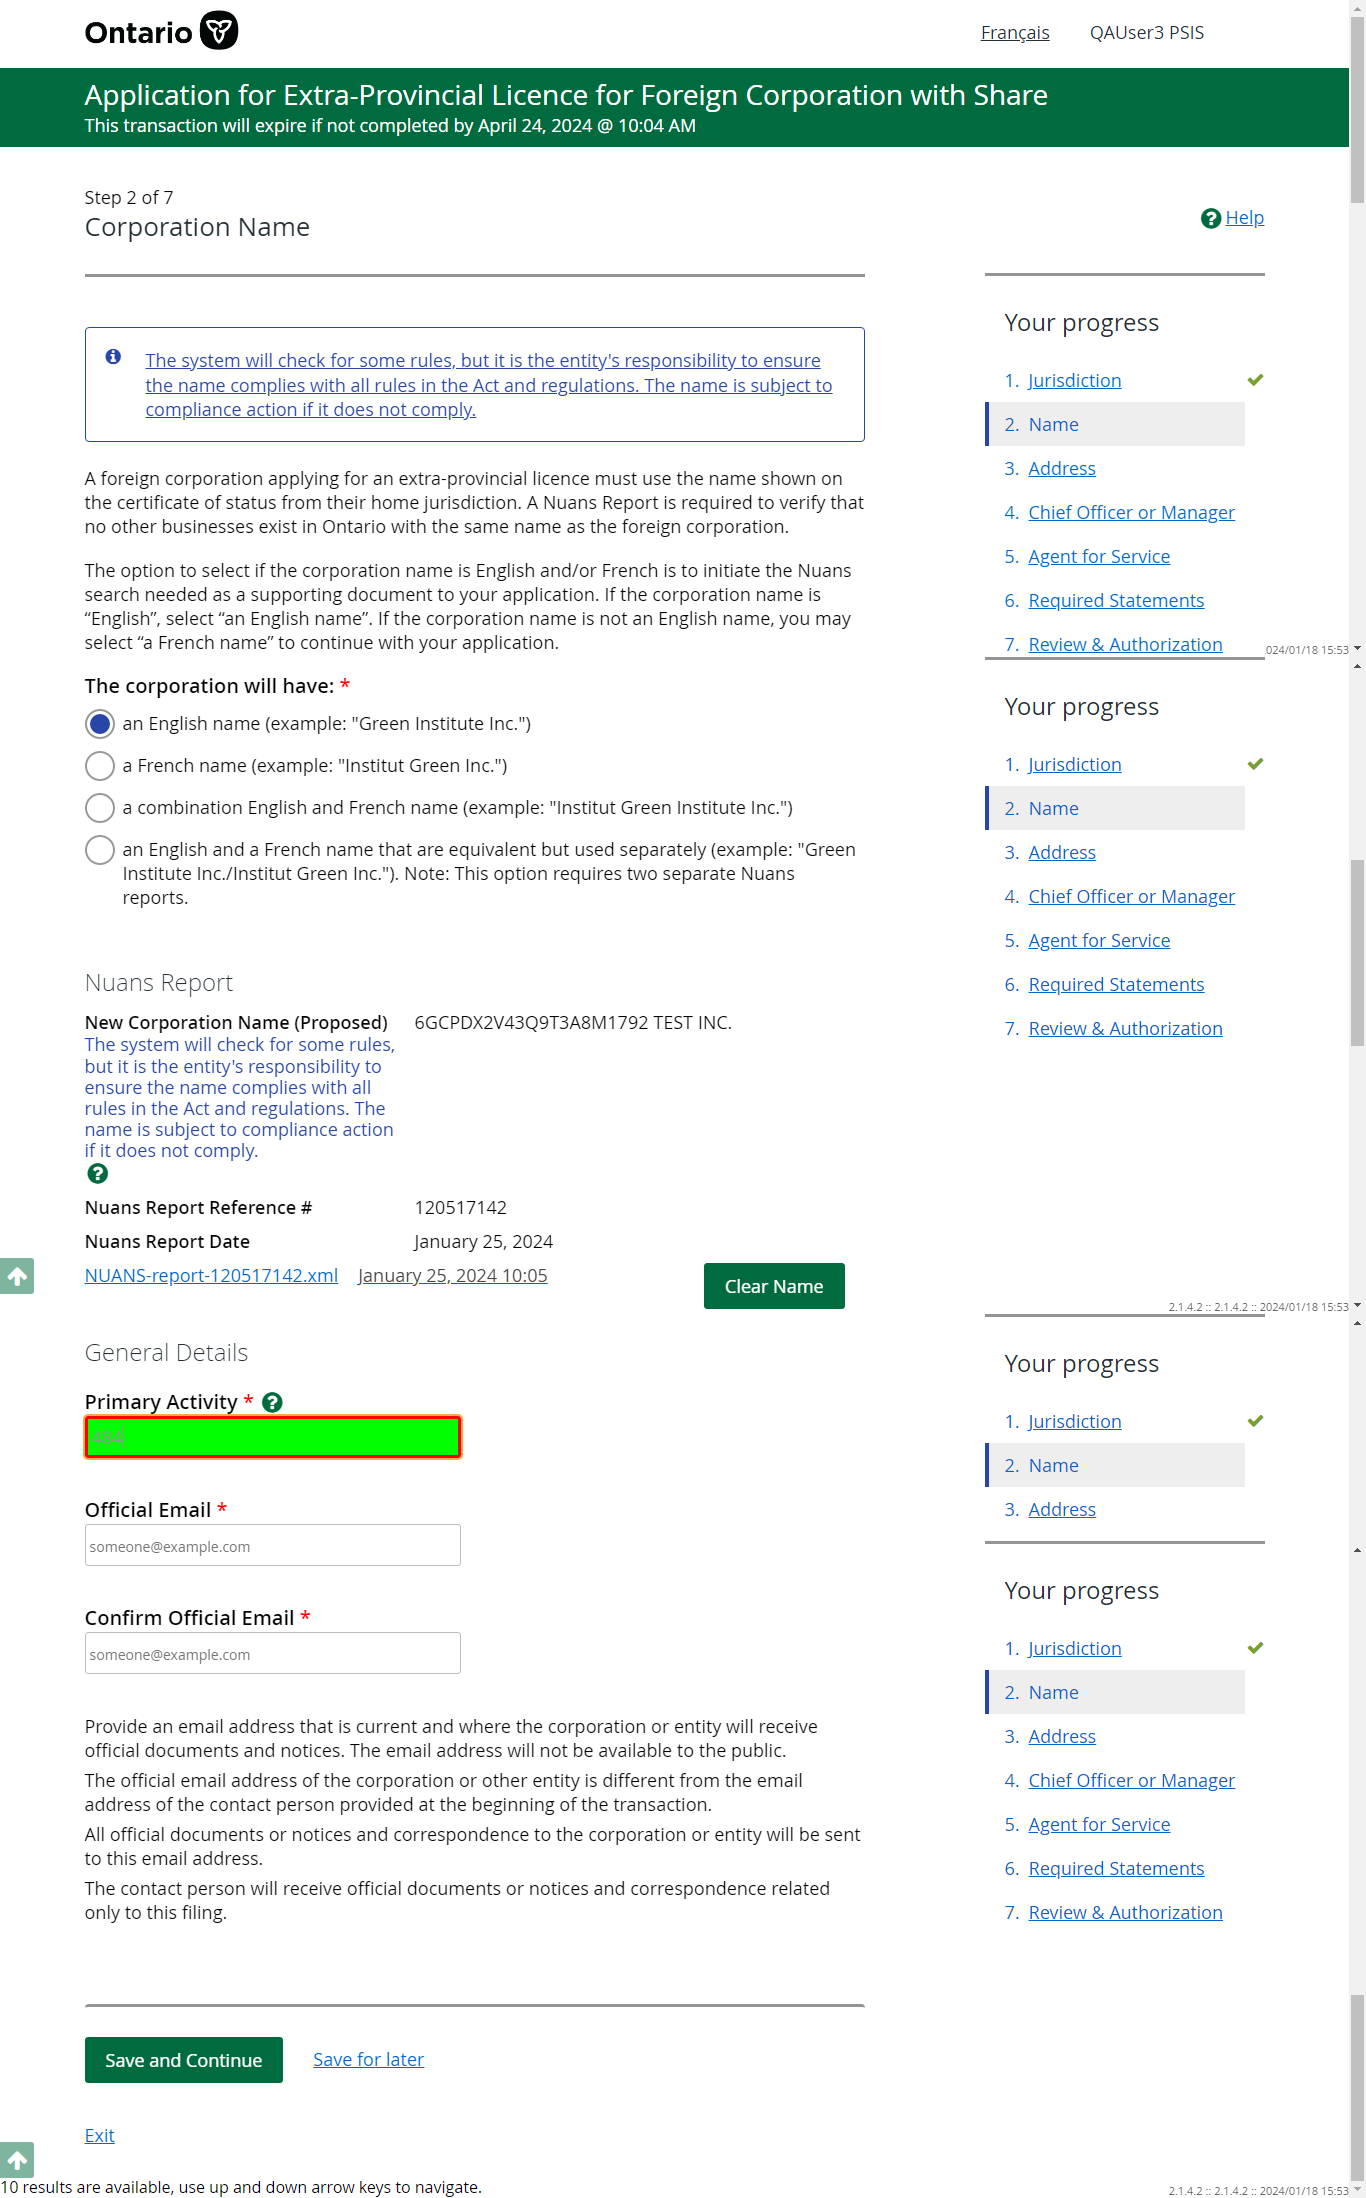 Ontario
Français
QAUser3 PSIS
Application for Extra-Provincial Licence for Foreign Corporation with Share
This transaction will expire if not completed by April 24, 2024 @ 10:04 AM
Step 2 of 7
Corporation Name
Help
The system will check for some rules, but it is the entity's responsibility to ensure
the name complies with all rules in the Act and regulations. The name is subject to
compliance action if it does not comply.
A foreign corporation applying for an extra-provincial licence must use the name shown on
the certificate of status from their home jurisdiction. A Nuans Report is required to verify that
no other businesses exist in Ontario with the same name as the foreign corporation.
The option to select if the corporation name is English and/or French is to initiate the Nuans
search needed as a supporting document to your application. If the corporation name is
“English”, select “an English name”. If the corporation name is not an English name, you may
select “a French name” to continue with your application.
Your progress
1. Jurisdiction
2. Name
3. Address
4. Chief Officer or Manager
5. Agent for Service
6. Required Statements
7. Review & Authorization
024/01/18 15:53
The corporation will have: *
an English name (example: "Green Institute Inc.")
a French name (example: "Institut Green Inc.")
a combination English and French name (example: "Institut Green Institute Inc.")
an English and a French name that are equivalent but used separately (example: "Green
Institute Inc./Institut Green Inc."). Note: This option requires two separate Nuans
reports.
Your progress
1. Jurisdiction
2. Name
3. Address
4. Chief Officer or Manager
5. Agent for Service
6. Required Statements
7. Review & Authorization
Nuans Report
New Corporation Name (Proposed)
6GCPDX2V43Q9T3A8M1792 TEST INC.
The system will check for some rules,
but it is the entity's responsibility to
ensure the name complies with all
rules in the Act and regulations. The
name is subject to compliance action
if it does not comply.
Nuans Report Reference #
120517142
Nuans Report Date
January 25, 2024
NUANS-report-120517142.xml
January 25, 2024 10:05
Clear Name
2.1.4.2 :: 2.1.4.2 :: 2024/01/18 15:53
General Details
Primary Activity *
484
Official Email *
someone@example.com
Confirm Official Email *
someone@example.com
Your progress
1. Jurisdiction
2. Name
3. Address
Your progress
1. Jurisdiction
2. Name
3. Address
4. Chief Officer or Manager
5. Agent for Service
6. Required Statements
7. Review & Authorization
Provide an email address that is current and where the corporation or entity will receive
official documents and notices. The email address will not be available to the public.
The official email address of the corporation or other entity is different from the email
address of the contact person provided at the beginning of the transaction.
All official documents or notices and correspondence to the corporation or entity will be sent
to this email address.
The contact person will receive official documents or notices and correspondence related
only to this filing.
Save and Continue
Save for later
Exit
10 results are available, use up and down arrow keys to navigate.
2.1.4.2 :: 2.1.4.2 :: 2024/01/18 15:53